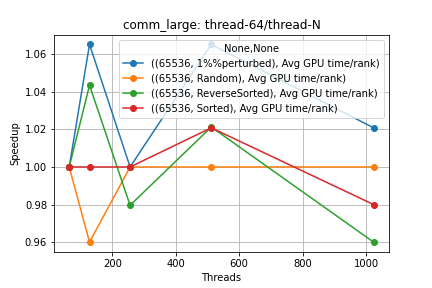 comm_large: thread-64/thread-N
None,None
((65536, 1%%perturbed), Avg GPU time/rank)
((65536, Random), Avg GPU time/rank)
((65536, ReverseSorted), Avg GPU time/rank)
((65536, Sorted), Avg GPU time/rank)
Speedup
1.06
1.04
1.02
1.00
0.98
0.96
200
400
600
800
1000
Threads